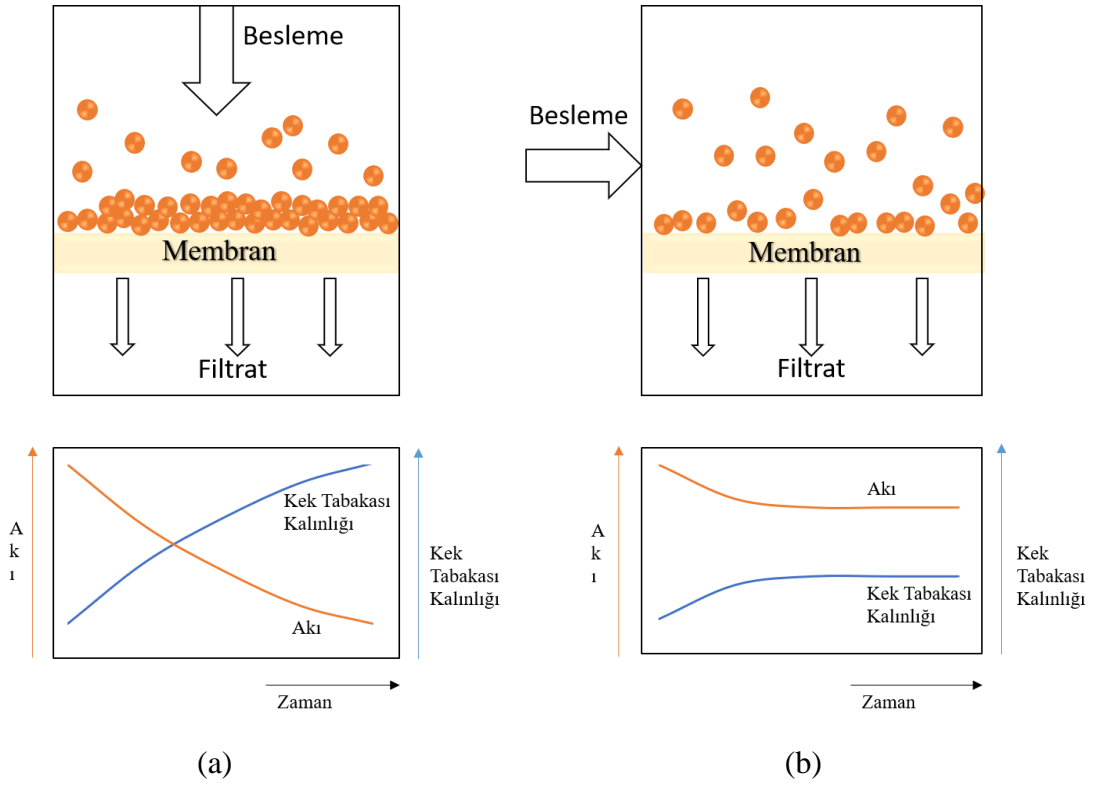 Besleme
Membran
Filtrat
Besleme
Membran
Filtrat
A
k
ı
Kek Tabakası
Kalınlığı
Akı
Kek
Tabakası
Kalınlığı
Zaman
A
k
ı
Akı
Kek Tabakası
Kalınlığı
Kek
Tabakası
Kalınlığı
Zaman
(a)
(b)